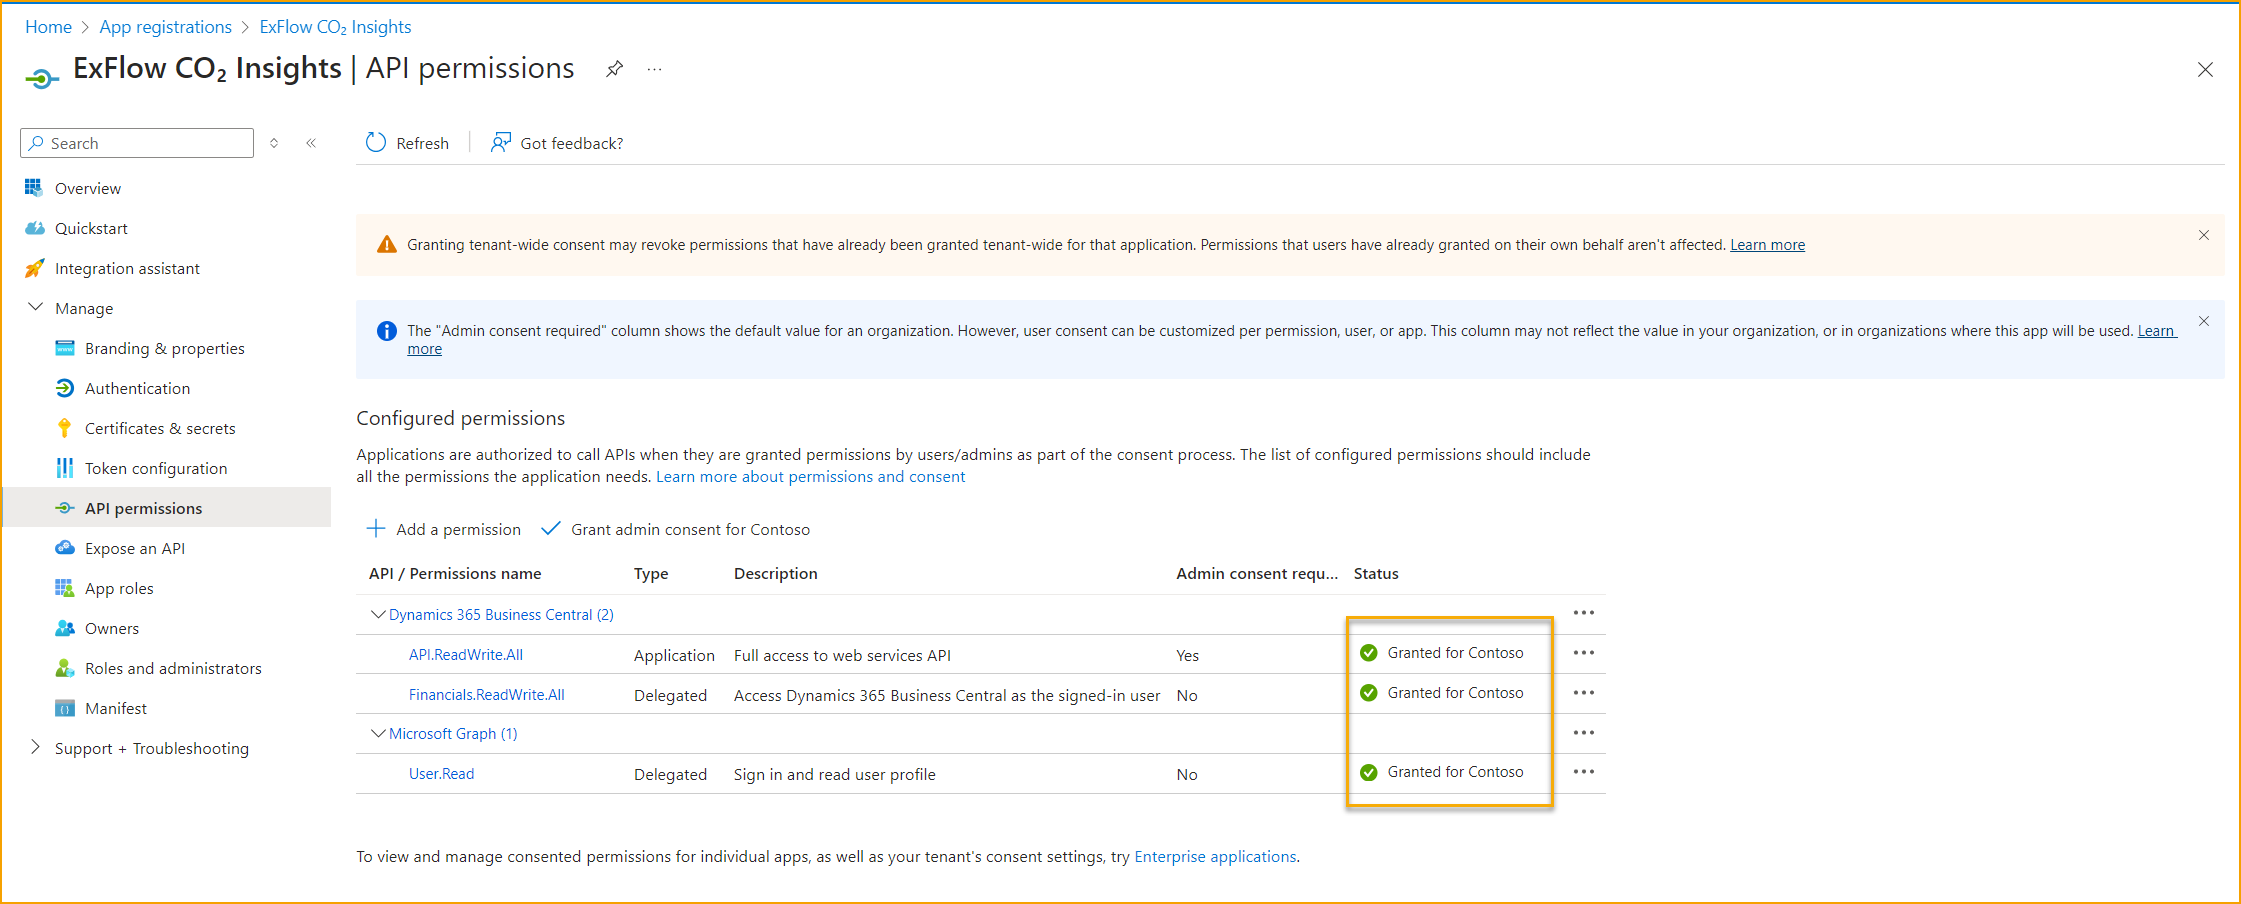 Home > App registrations > ExFlow CO₂ Insights
ExFlow CO₂ Insights | API permissions
Search
Refresh
Got feedback?
Overview
Quickstart
Integration assistant
Manage
Branding & properties
Authentication
Certificates & secrets
Token configuration
API permissions
Expose an API
App roles
Owners
Roles and administrators
Manifest
Support + Troubleshooting
Granting tenant-wide consent may revoke permissions that have already been granted tenant-wide for that application. Permissions that users have already granted on their own behalf aren't affected. Learn more
The "Admin consent required" column shows the default value for an organization. However, user consent can be customized per permission, user, or app. This column may not reflect the value in your organization, or in organizations where this app will be used. Learn
more
Configured permissions
Applications are authorized to call APIs when they are granted permissions by users/admins as part of the consent process. The list of configured permissions should include
all the permissions the application needs. Learn more about permissions and consent
Add a permission Grant admin consent for Contoso
API / Permissions name Type Description Admin consent requ... Status
Dynamics 365 Business Central (2)
API.ReadWrite.All Application Full access to web services API Yes Granted for Contoso
Financials.ReadWrite.All Delegated Access Dynamics 365 Business Central as the signed-in user No Granted for Contoso
Microsoft Graph (1)
User.Read Delegated Sign in and read user profile No Granted for Contoso
To view and manage consented permissions for individual apps, as well as your tenant's consent settings, try Enterprise applications.